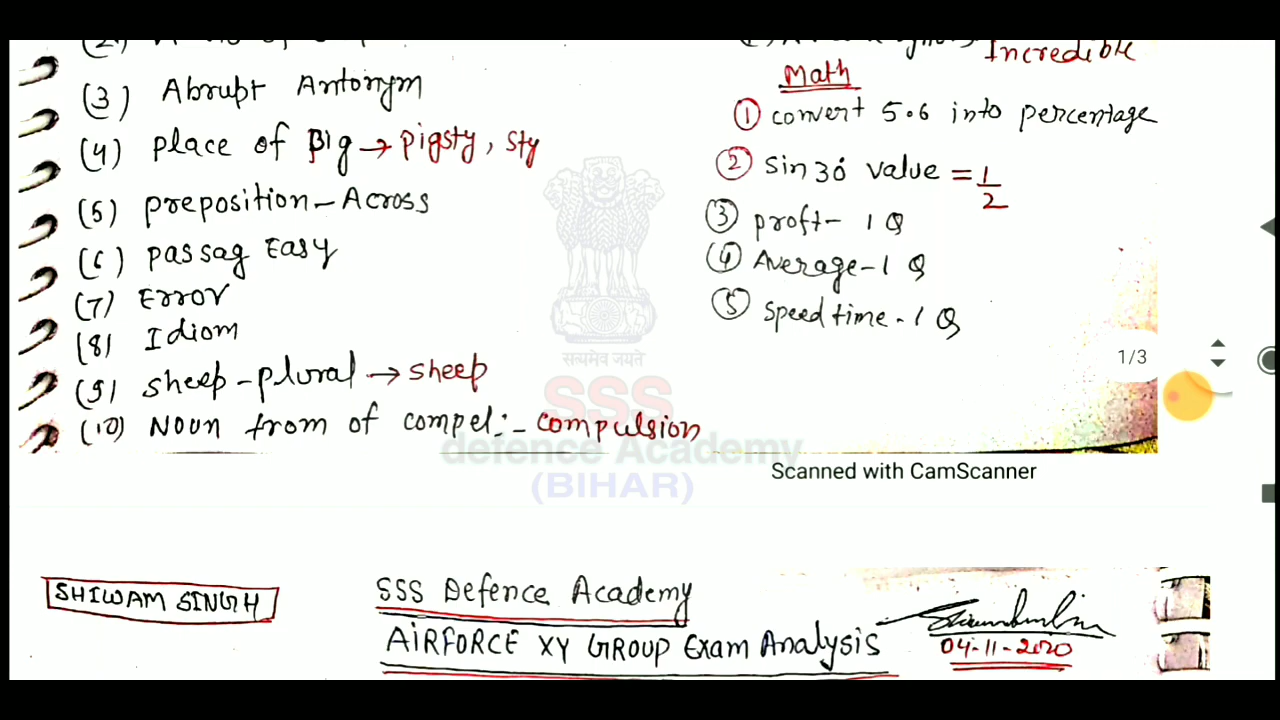 (3) Abrupt Antonym
(4) place of pig → pigsty, sty
(5) preposition - Across
(6) passag Easy
(7) Error
(8) Idiom
(9) sheep - plural → sheep
(10) Noun from of compel :- compulsion
Incredible
Math
① convert 5.6 into percentage
② sin 30° value = 1/2
③ proft - 1 Q
④ Average - 1 Q
⑤ speed time - 1 Q
1/3
सत्यमेव जयते
SSS
defence Academy
(BIHAR)
Scanned with CamScanner
SHIWAM SINGH
SSS Defence Academy
AIRFORCE XY GROUP Exam Analysis
04-11-2020